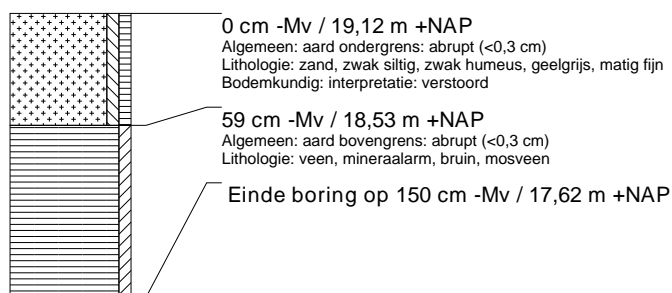 0 cm -Mv / 19,12 m +NAP
Algemeen: aard ondergrens: abrupt (<0,3 cm)
Lithologie: zand, zwak siltig, zwak humeus, geelgrijs, matig fijn
Bodemkundig: interpretatie: verstoord
59 cm -Mv / 18,53 m +NAP
Algemeen: aard bovengrens: abrupt (<0,3 cm)
Lithologie: veen, mineraalarm, bruin, mosveen
Einde boring op 150 cm -Mv / 17,62 m +NAP